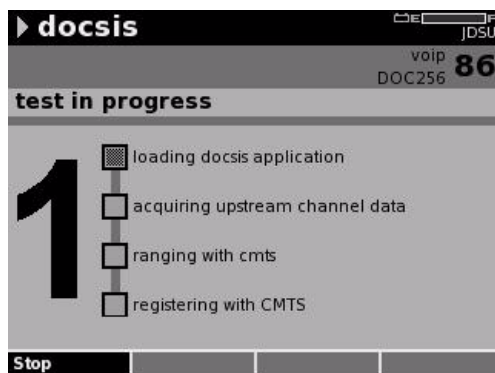 docsis
E F
JDSU
voip 86
DOC256
test in progress
1
loading docsis application
acquiring upstream channel data
ranging with cmts
registering with CMTS
Stop